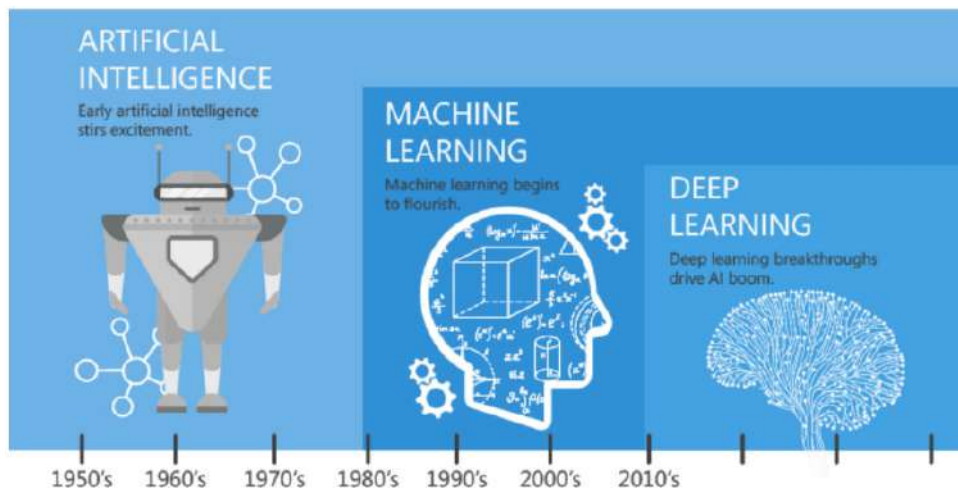 ARTIFICIAL
INTELLIGENCE
Early artificial intelligence
stirs excitement.
MACHINE
LEARNING
Machine learning begins
to flourish.
DEEP
LEARNING
Deep learning breakthroughs
drive AI boom.
1950's 1960's 1970's 1980's 1990's 2000's 2010's